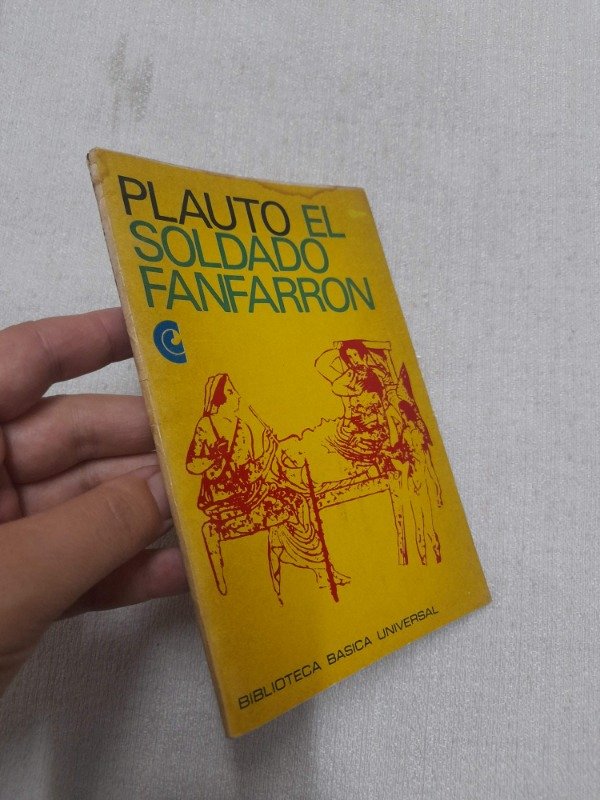 PLAUTO EL
SOLDADO
FANFARRON
BIBLIOTECA BASICA UNIVERSAL